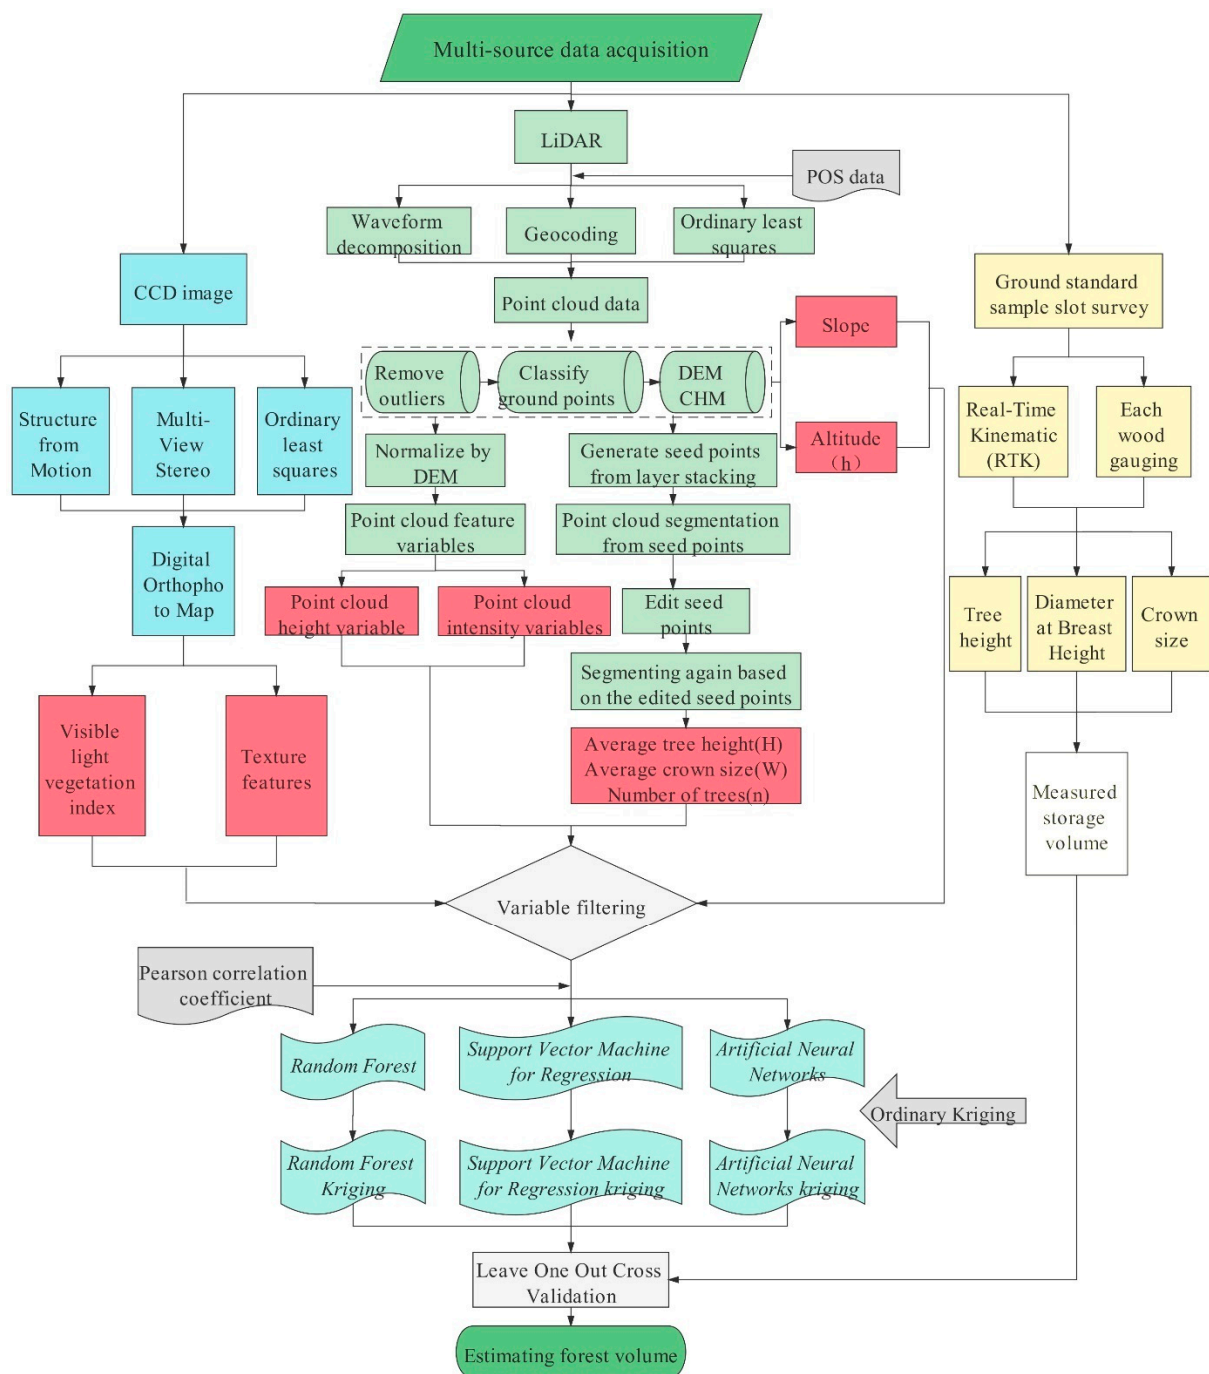 Multi-source data acquisition
LiDAR
POS data
Waveform
decomposition
Geocoding
Ordinary least
squares
CCD image
Point cloud data
Ground standard
sample slot survey
Slope
Remove
outliers
Classify
ground points
DEM
CHM
Altitude
(h)
Structure
from
Motion
Multi-
View
Stereo
Ordinary
least
squares
Normalize by
DEM
Generate seed points
from layer stacking
Real-Time
Kinematic
(RTK)
Each
wood
gauging
Point cloud feature
variables
Point cloud segmentation
from seed points
Digital
Orthopho
to Map
Point cloud
height variable
Point cloud
intensity variables
Edit seed
points
Tree
height
Diameter
at Breast
Height
Crown
size
Segmenting again based
on the edited seed points
Visible
light
vegetation
index
Texture
features
Average tree height(H)
Average crown size(W)
Number of trees(n)
Measured
storage
volume
Variable filtering
Pearson correlation
coefficient
Random Forest
Support Vector Machine
for Regression
Artificial Neural
Networks
Ordinary Kriging
Random Forest
Kriging
Support Vector Machine
for Regression kriging
Artificial Neural
Networks kriging
Leave One Out Cross
Validation
Estimating forest volume